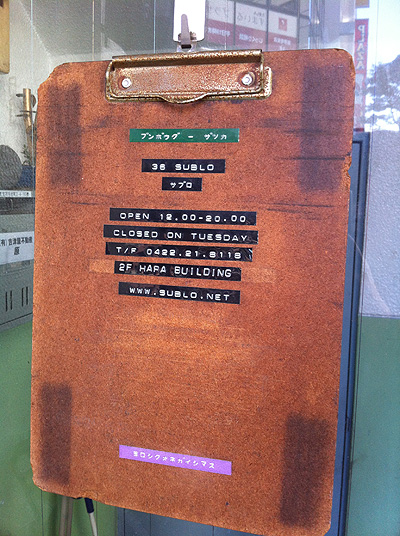 ブンボウグ − ザッカ
36 SUBLO
サブロ
OPEN 12.00-20.00
CLOSED ON TUESDAY
T/F 0422.21.8118
2F HARA BUILDING
WWW.SUBLO.NET
ヨロシクオネガイシマス